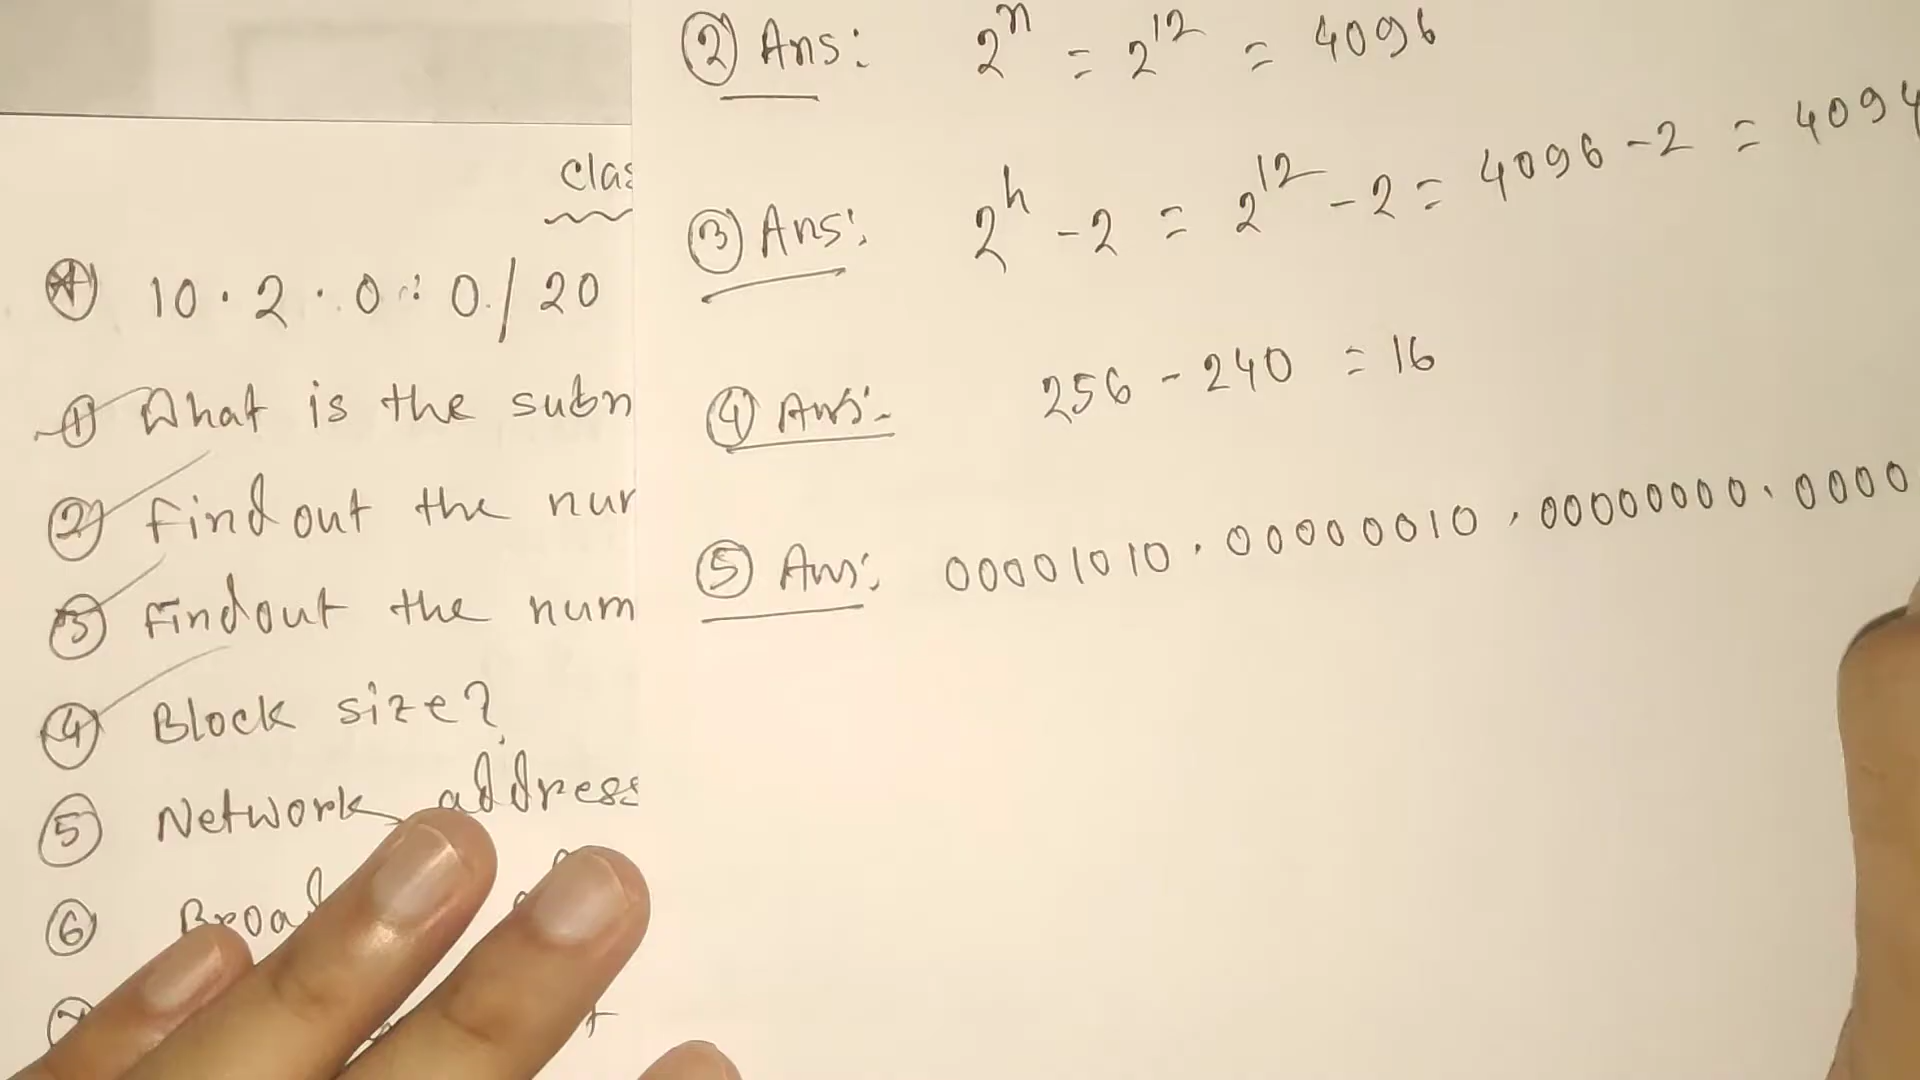 ② Ans: 2^n = 2^12 = 4096
③ Ans: 2^h - 2 = 2^12 - 2 = 4096 - 2 = 4094
④ Ans:- 256 - 240 = 16
⑤ Ans: 00001010.00000010.00000000.0000
Clas
10.2.0.0/20
① What is the subn
② Find out the nur
③ Findout the num
④ Block size?
⑤ Network address
⑥ Broad